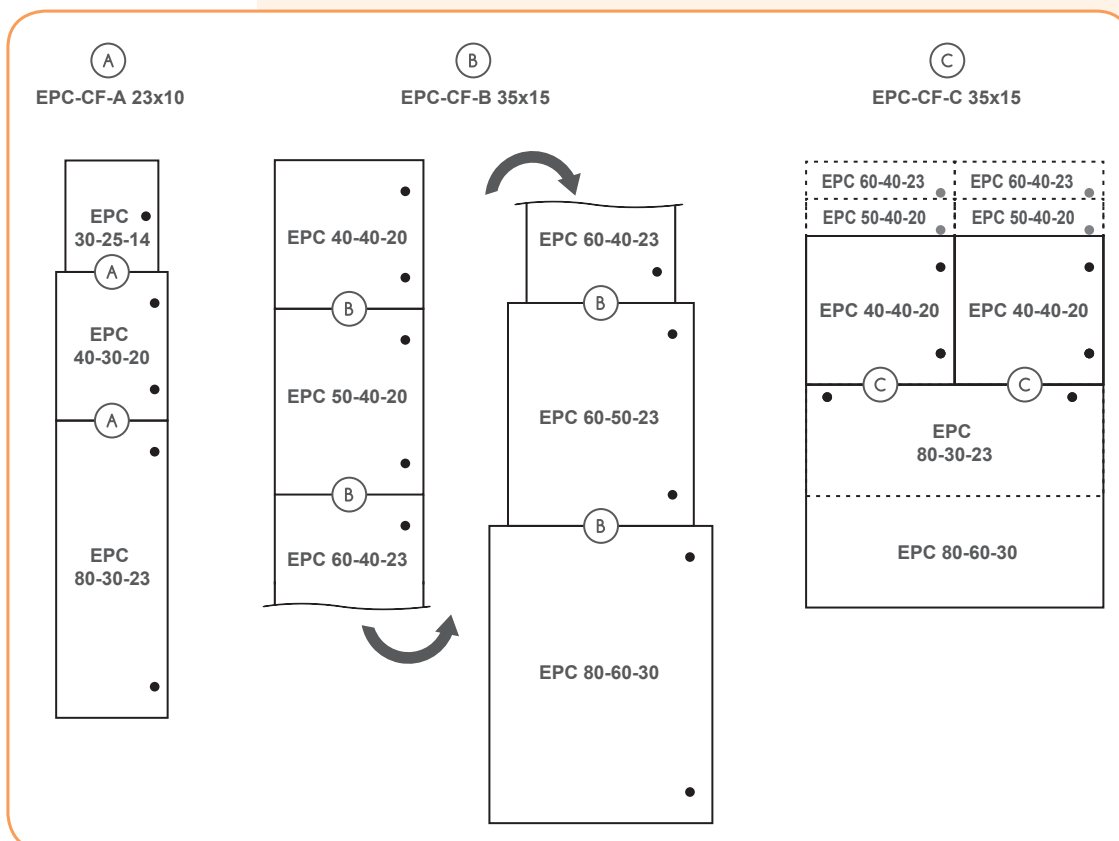 A
EPC-CF-A 23x10
EPC
30-25-14
A
EPC
40-30-20
A
EPC
80-30-23
B
EPC-CF-B 35x15
EPC 40-40-20
B
EPC 50-40-20
B
EPC 60-40-23
EPC 60-40-23
B
EPC 60-50-23
B
EPC 80-60-30
C
EPC-CF-C 35x15
EPC 60-40-23 EPC 60-40-23
EPC 50-40-20 EPC 50-40-20
EPC 40-40-20 EPC 40-40-20
C C
EPC
80-30-23
EPC 80-60-30